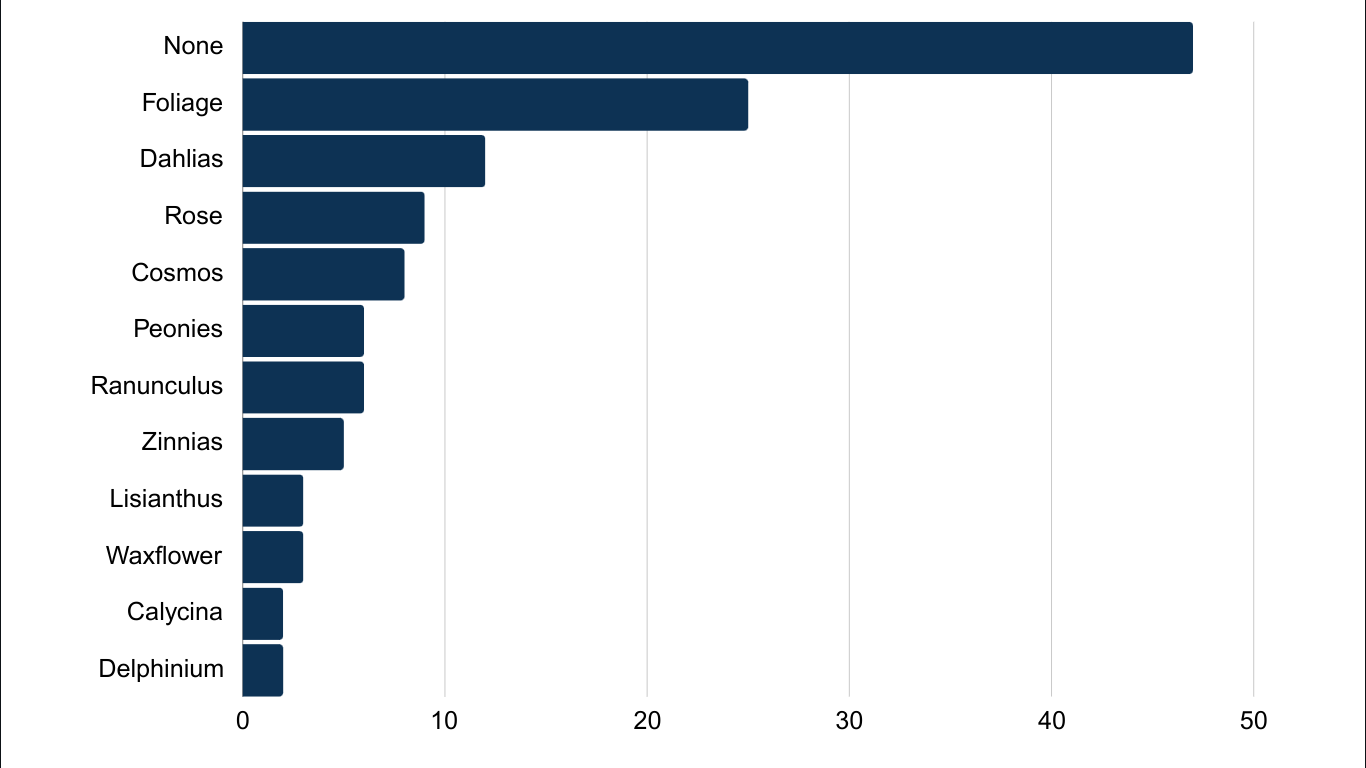 None
Foliage
Dahlias
Rose
Cosmos
Peonies
Ranunculus
Zinnias
Lisianthus
Waxflower
Calycina
Delphinium
0 10 20 30 40 50